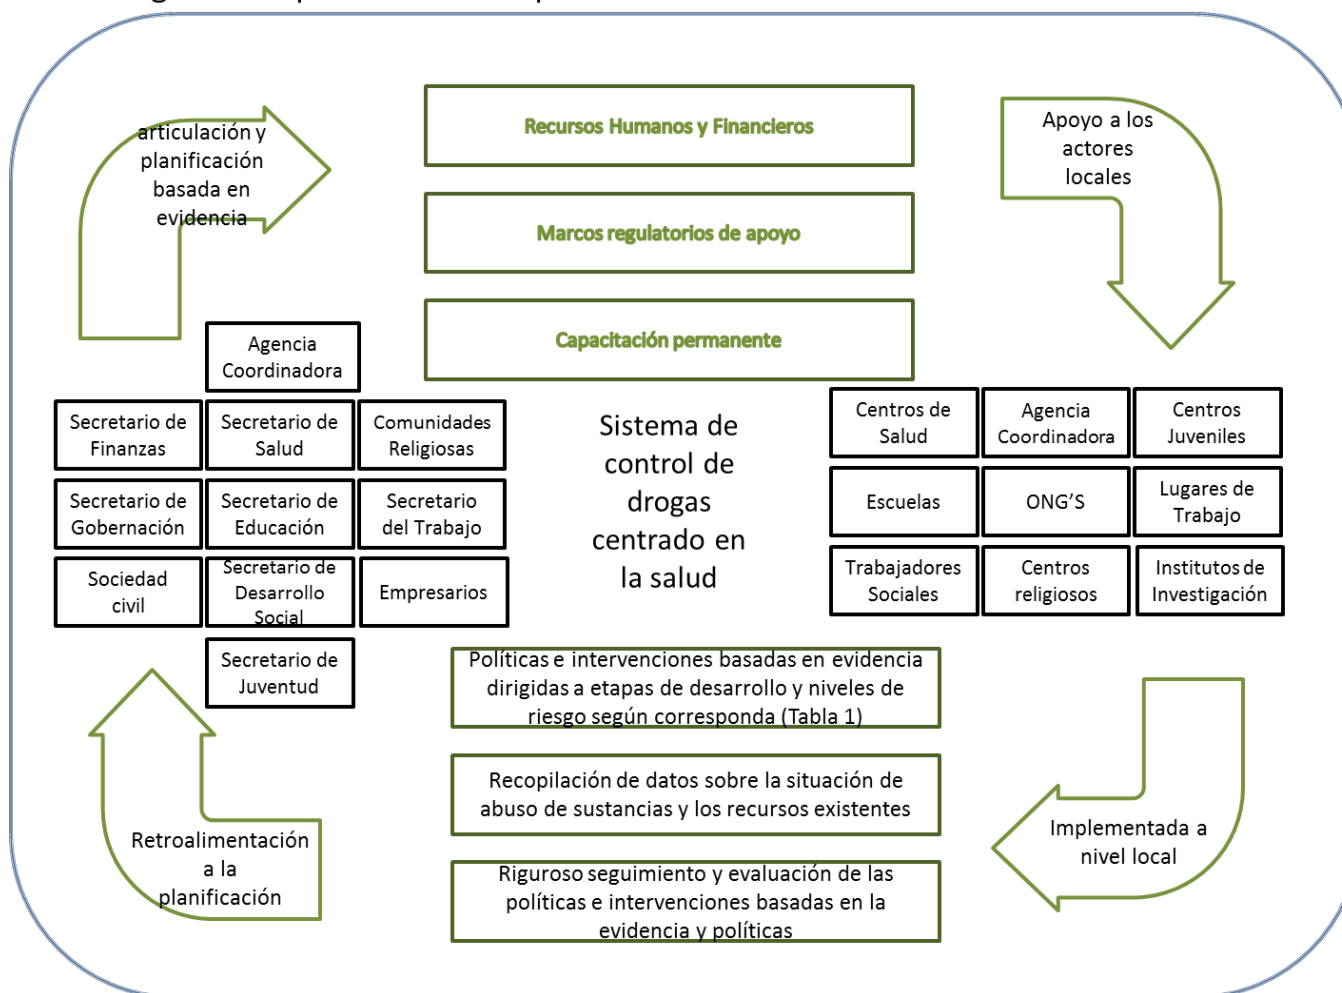 articulación y
planificación
basada en
evidencia
Recursos Humanos y Financieros
Marcos regulatorios de apoyo
Capacitación permanente
Apoyo a los
actores
locales
Agencia
Coordinadora
Secretario de
Finanzas
Secretario de
Salud
Comunidades
Religiosas
Secretario de
Gobernación
Secretario de
Educación
Secretario
del Trabajo
Sociedad
civil
Secretario de
Desarrollo
Social
Empresarios
Secretario de
Juventud
Sistema de
control de
drogas
centrado en
la salud
Centros de
Salud
Agencia
Coordinadora
Centros
Juveniles
Escuelas
ONG’S
Lugares de
Trabajo
Trabajadores
Sociales
Centros
religiosos
Institutos de
Investigación
Políticas e intervenciones basadas en evidencia
dirigidas a etapas de desarrollo y niveles de
riesgo según corresponda (Tabla 1)
Recopilación de datos sobre la situación de
abuso de sustancias y los recursos existentes
Riguroso seguimiento y evaluación de las
políticas e intervenciones basadas en la
evidencia y políticas
Implementada a
nivel local
Retroalimentación
a la
planificación